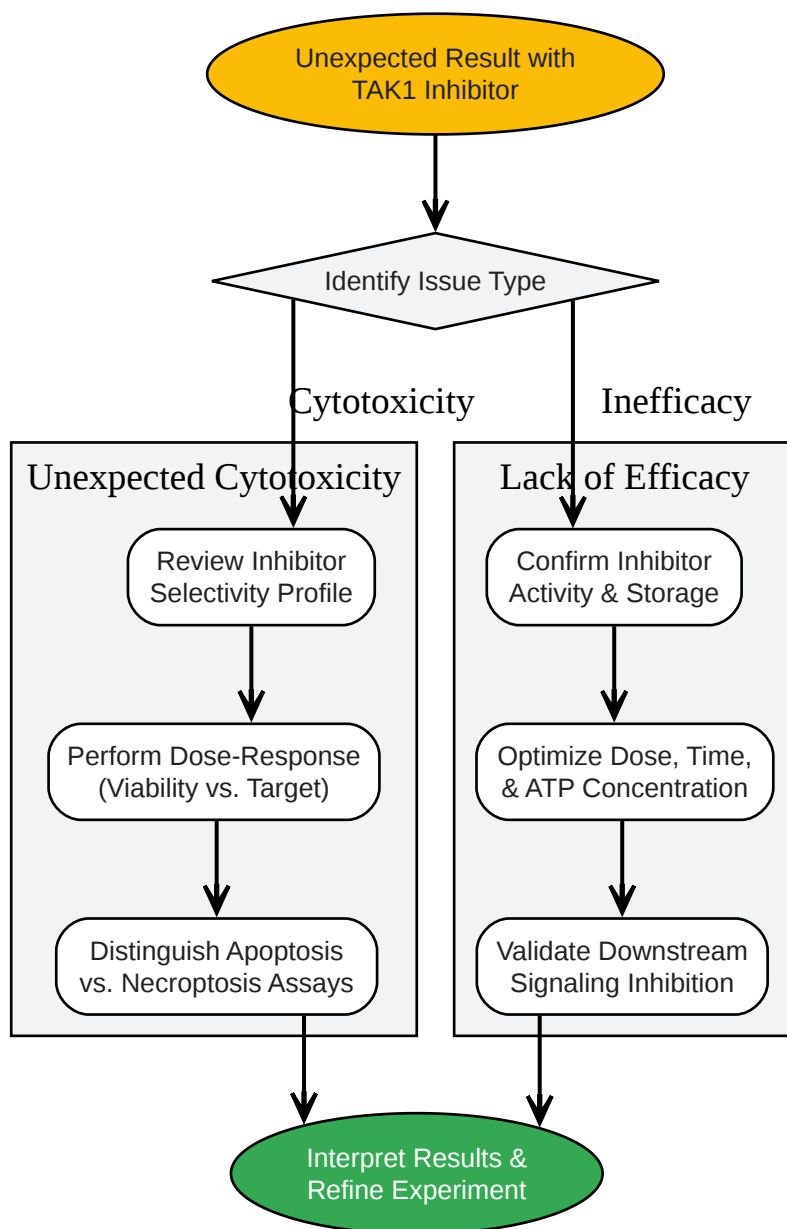 Unexpected Result with
TAK1 Inhibitor
Identify Issue Type
Cytotoxicity
Inefficacy
Unexpected Cytotoxicity
Review Inhibitor
Selectivity Profile
Perform Dose-Response
(Viability vs. Target)
Distinguish Apoptosis
vs. Necroptosis Assays
Lack of Efficacy
Confirm Inhibitor
Activity & Storage
Optimize Dose, Time,
& ATP Concentration
Validate Downstream
Signaling Inhibition
Interpret Results &
Refine Experiment